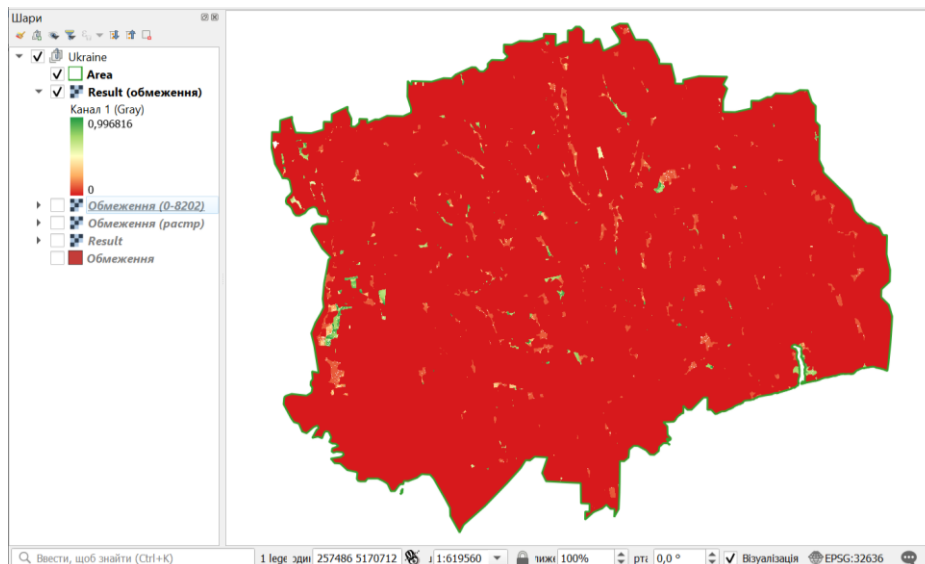 Шари
Ukraine
Area
Result (обмеження)
Канал 1 (Gray)
0,996816
0
Обмеження (0-8202)
Обмеження (растр)
Result
Обмеження
Ввести, щоб знайти (Ctrl+K) 1 lege 257486 5170712 1:619560 100% 0,0 ° Візуалізація EPSG:32636